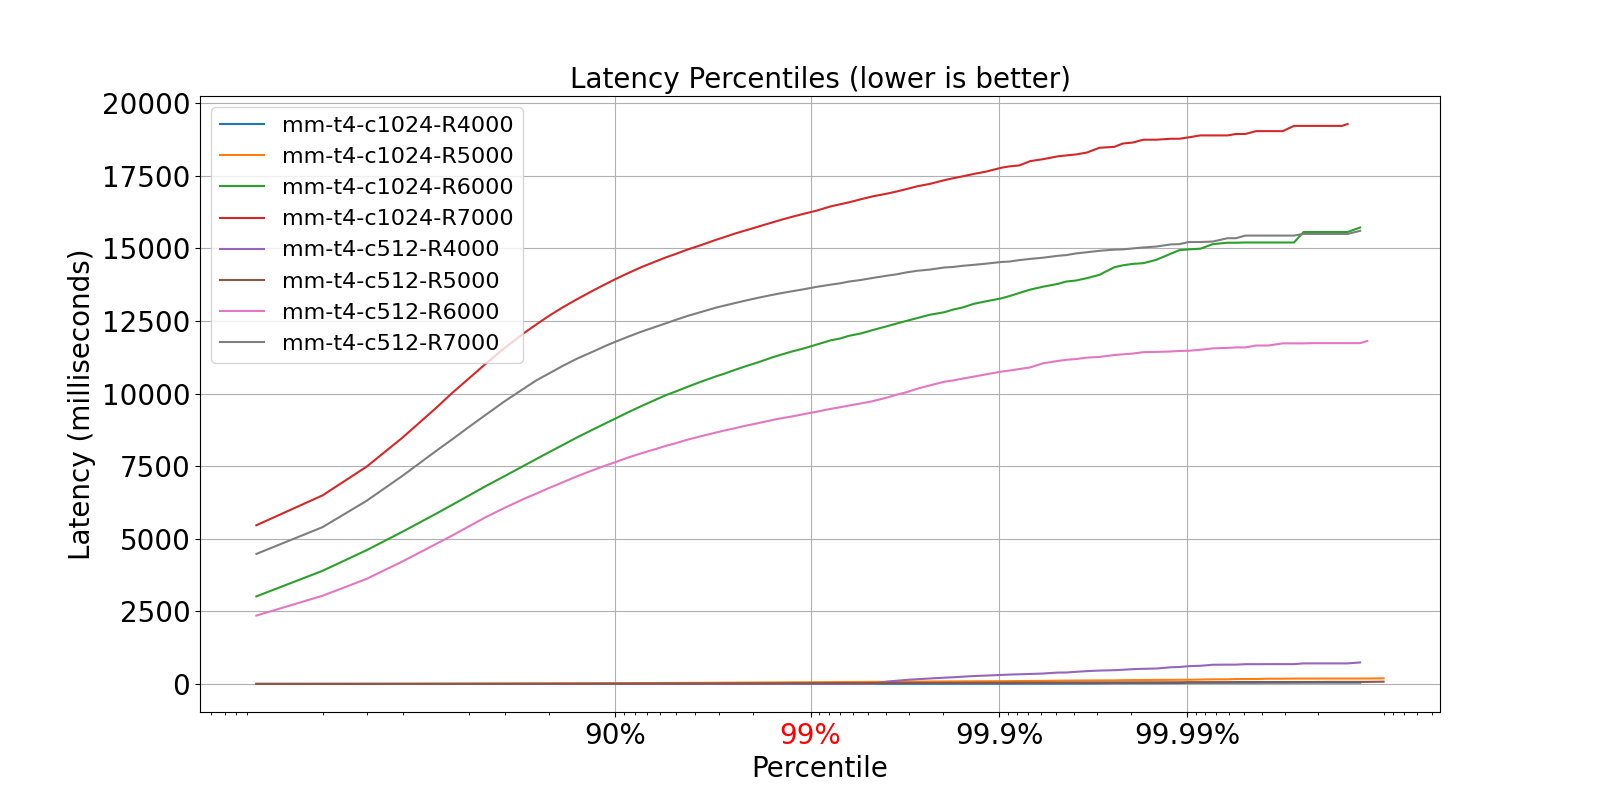 Latency Percentiles (lower is better)
20000
17500
15000
12500
10000
7500
5000
2500
0
Latency (milliseconds)
mm-t4-c1024-R4000
mm-t4-c1024-R5000
mm-t4-c1024-R6000
mm-t4-c1024-R7000
mm-t4-c512-R4000
mm-t4-c512-R5000
mm-t4-c512-R6000
mm-t4-c512-R7000
90% 99% 99.9% 99.99%
Percentile